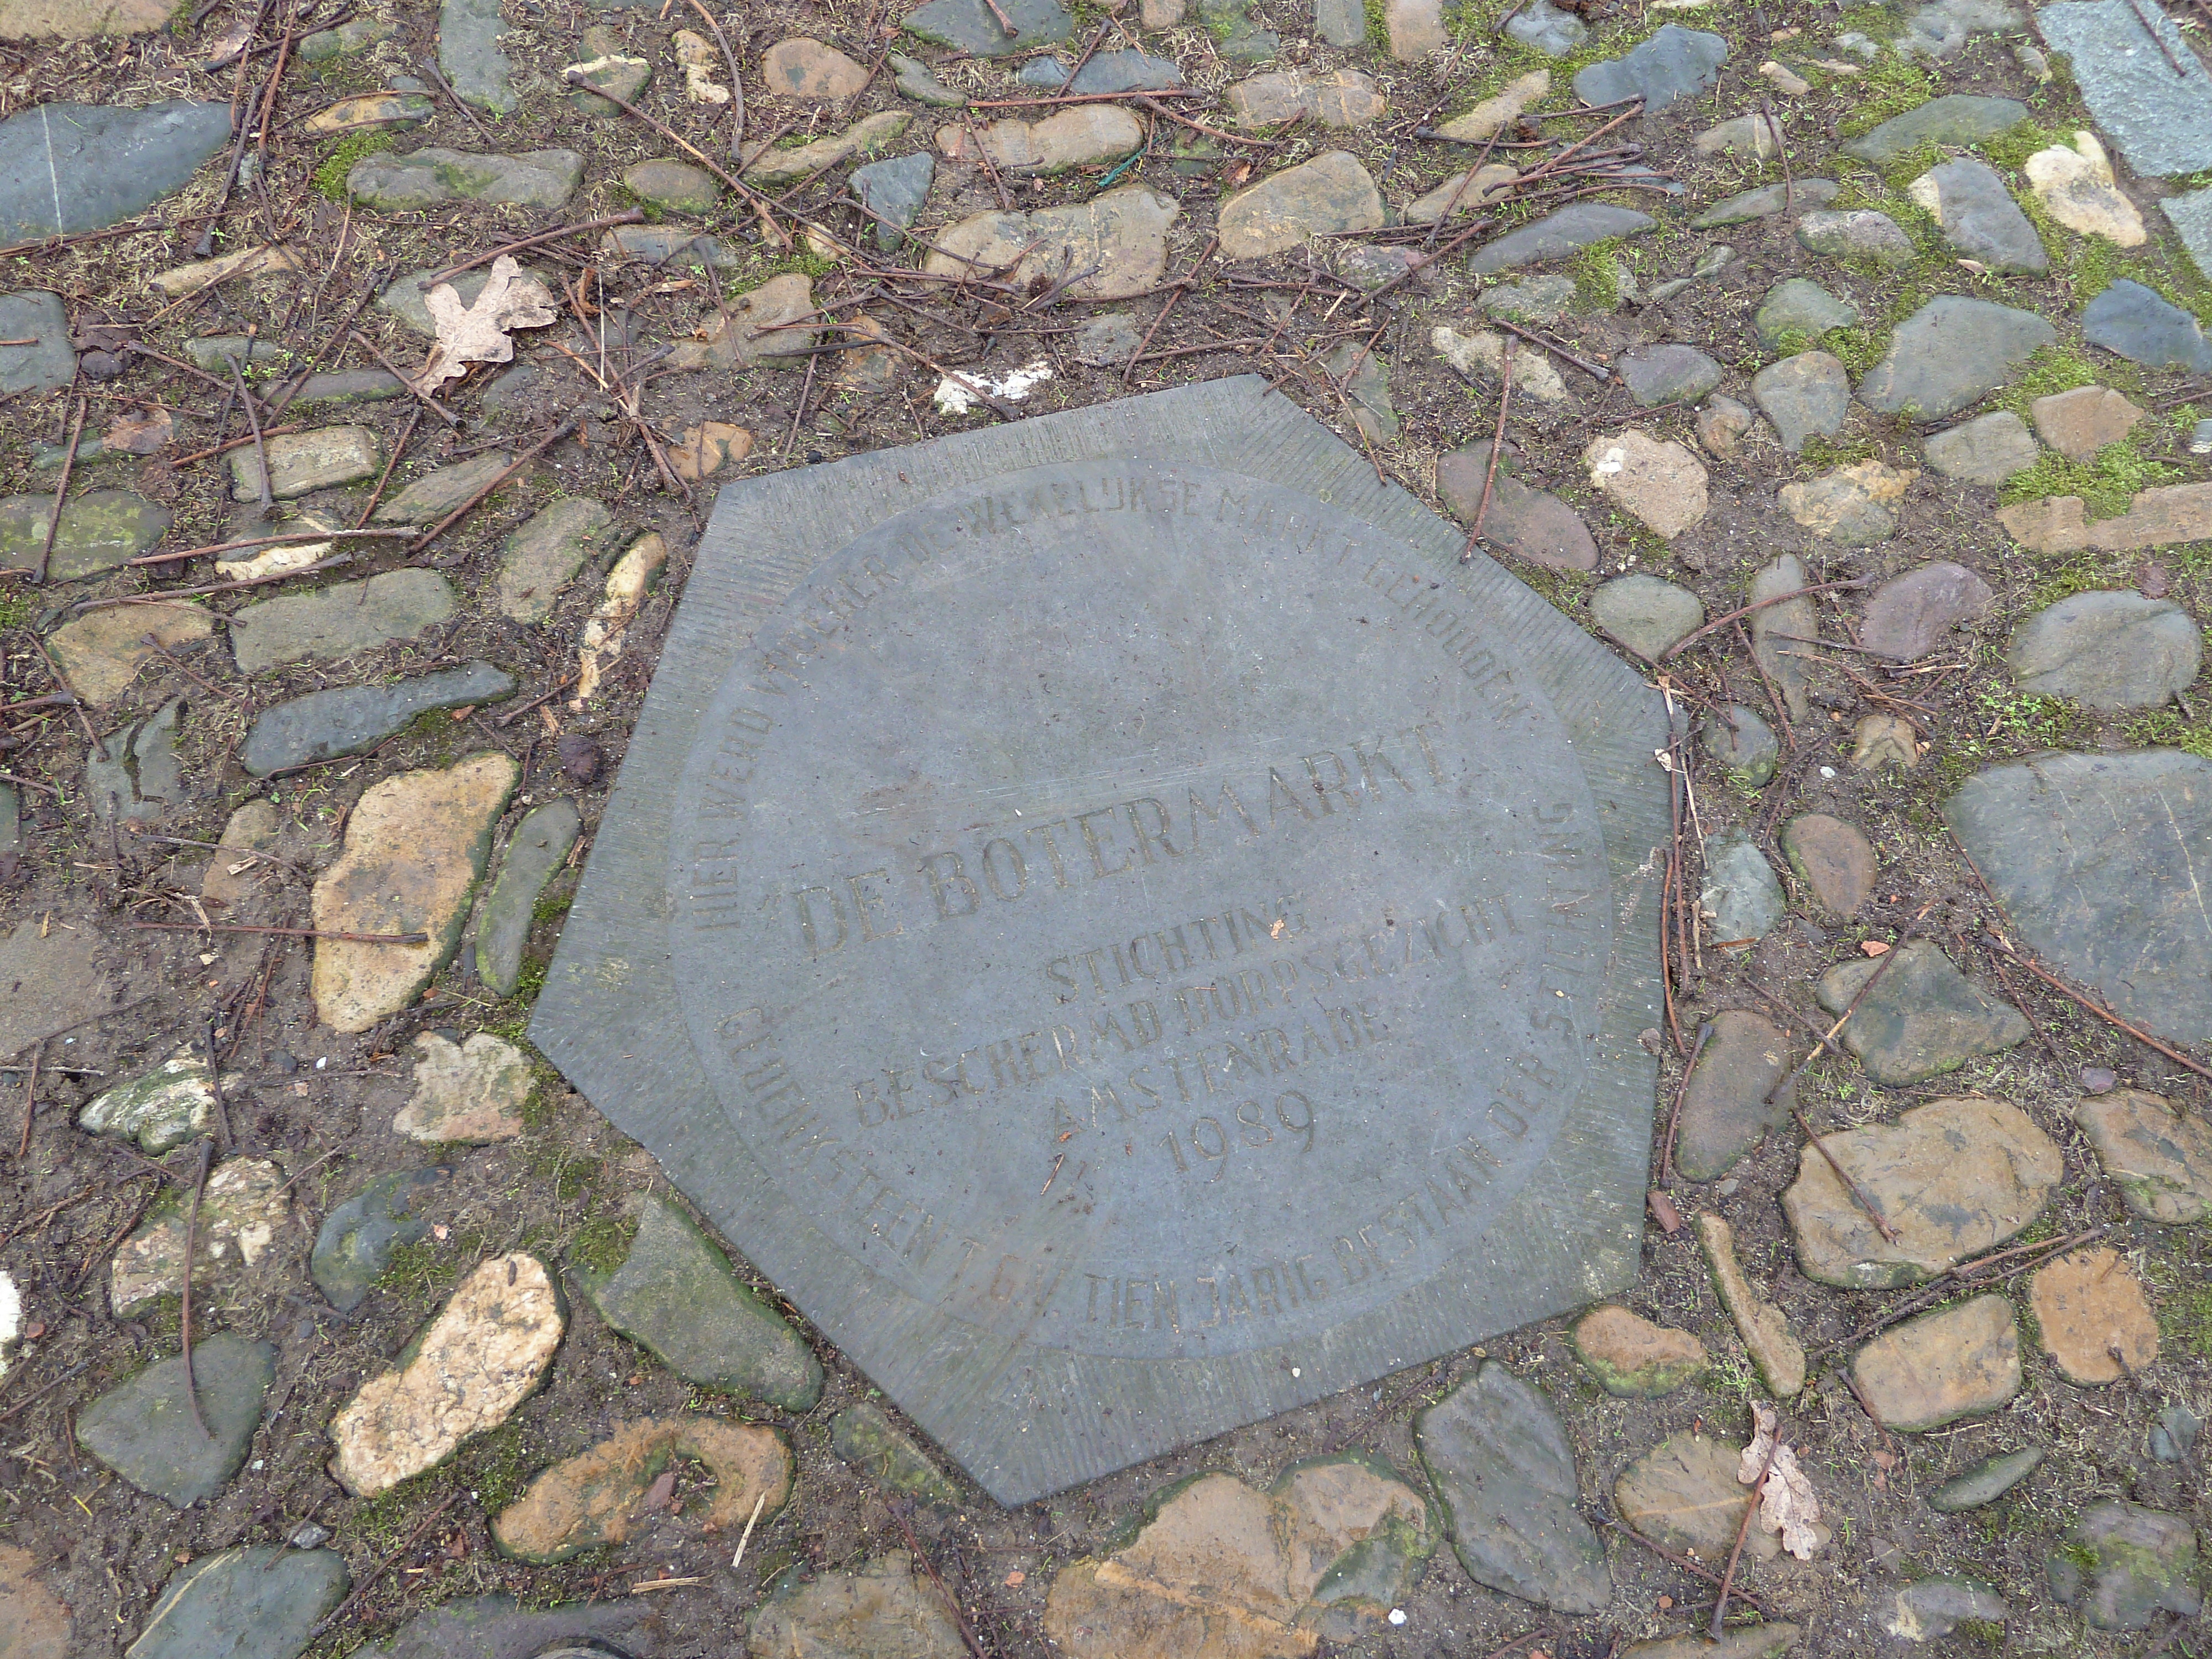 HIER WERD VROEGER DE WEKELIJKSE MARKT GEHOUDEN
DE BOTERMARKT
STICHTING
BESCHERMD DORPSGEZICHT
AMSTENRADE
1989
GEDENKSTEEN T.G.V. TIEN JARIG BESTAAN DER STICHTING